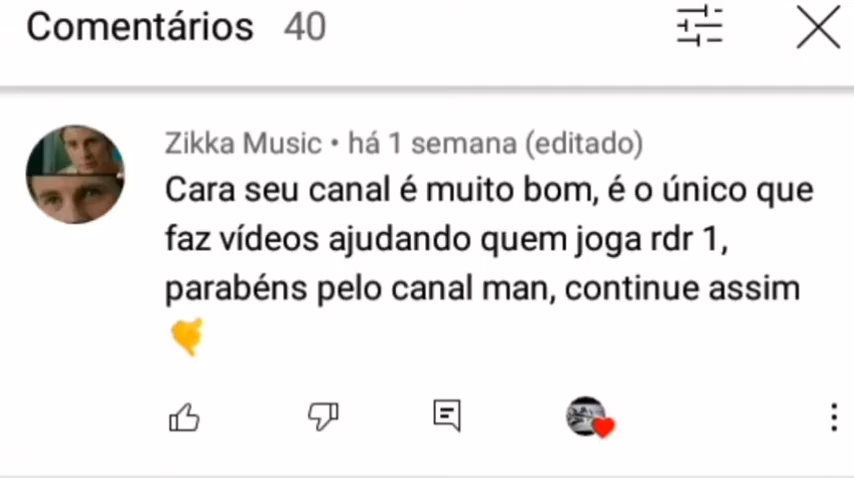 Comentários 40
Zikka Music • há 1 semana (editado)
Cara seu canal é muito bom, é o único que
faz vídeos ajudando quem joga rdr 1,
parabéns pelo canal man, continue assim